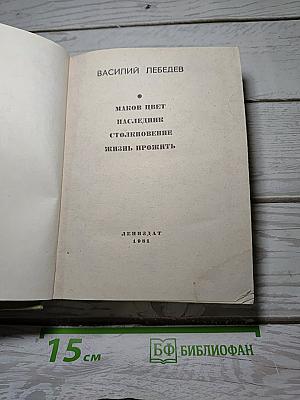 ВАСИЛИЙ ЛЕБЕДЕВ
МАКОВ ЦВЕТ
НАСЛЕДНИК
СТОЛКНОВЕНИЕ
ЖИЗНЬ ПРОЖИТЬ
ЛЕНИЗДАТ
1981
15 см
БФ БИБЛИОФАН